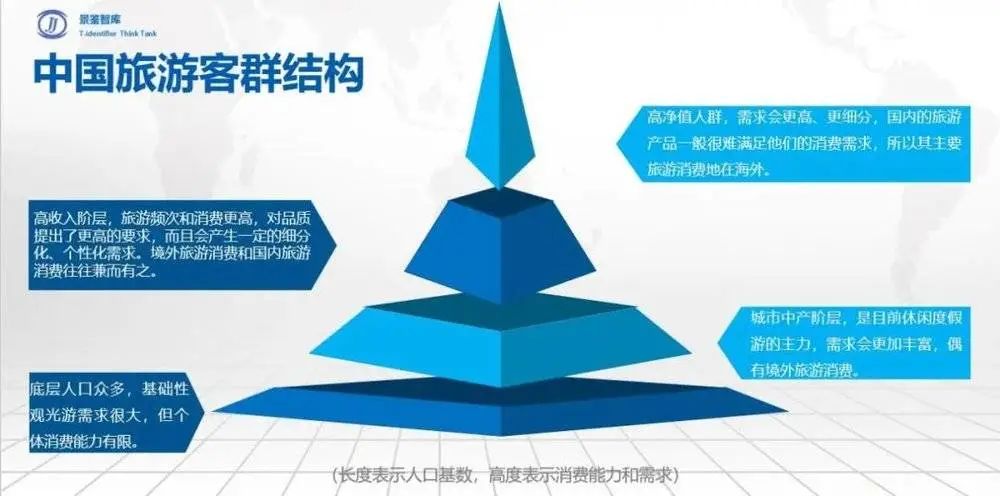 景鉴智库
T-identifier Think Tank
中国旅游客群结构
高净值人群，需求会更高、更细分，国内的旅游
产品一般很难满足他们的消费需求，所以其主要
旅游消费地在海外。
高收入阶层，旅游频次和消费更高，对品质
提出了更高的要求，而且会产生一定的细分
化、个性化需求。境外旅游消费和国内旅游
消费往往兼而有之。
城市中产阶层，是目前休闲度假
游的主力，需求会更加丰富，偶
有境外旅游消费。
底层人口众多，基础性
观光游需求很大，但个
体消费能力有限。
(长度表示人口基数，高度表示消费能力和需求)